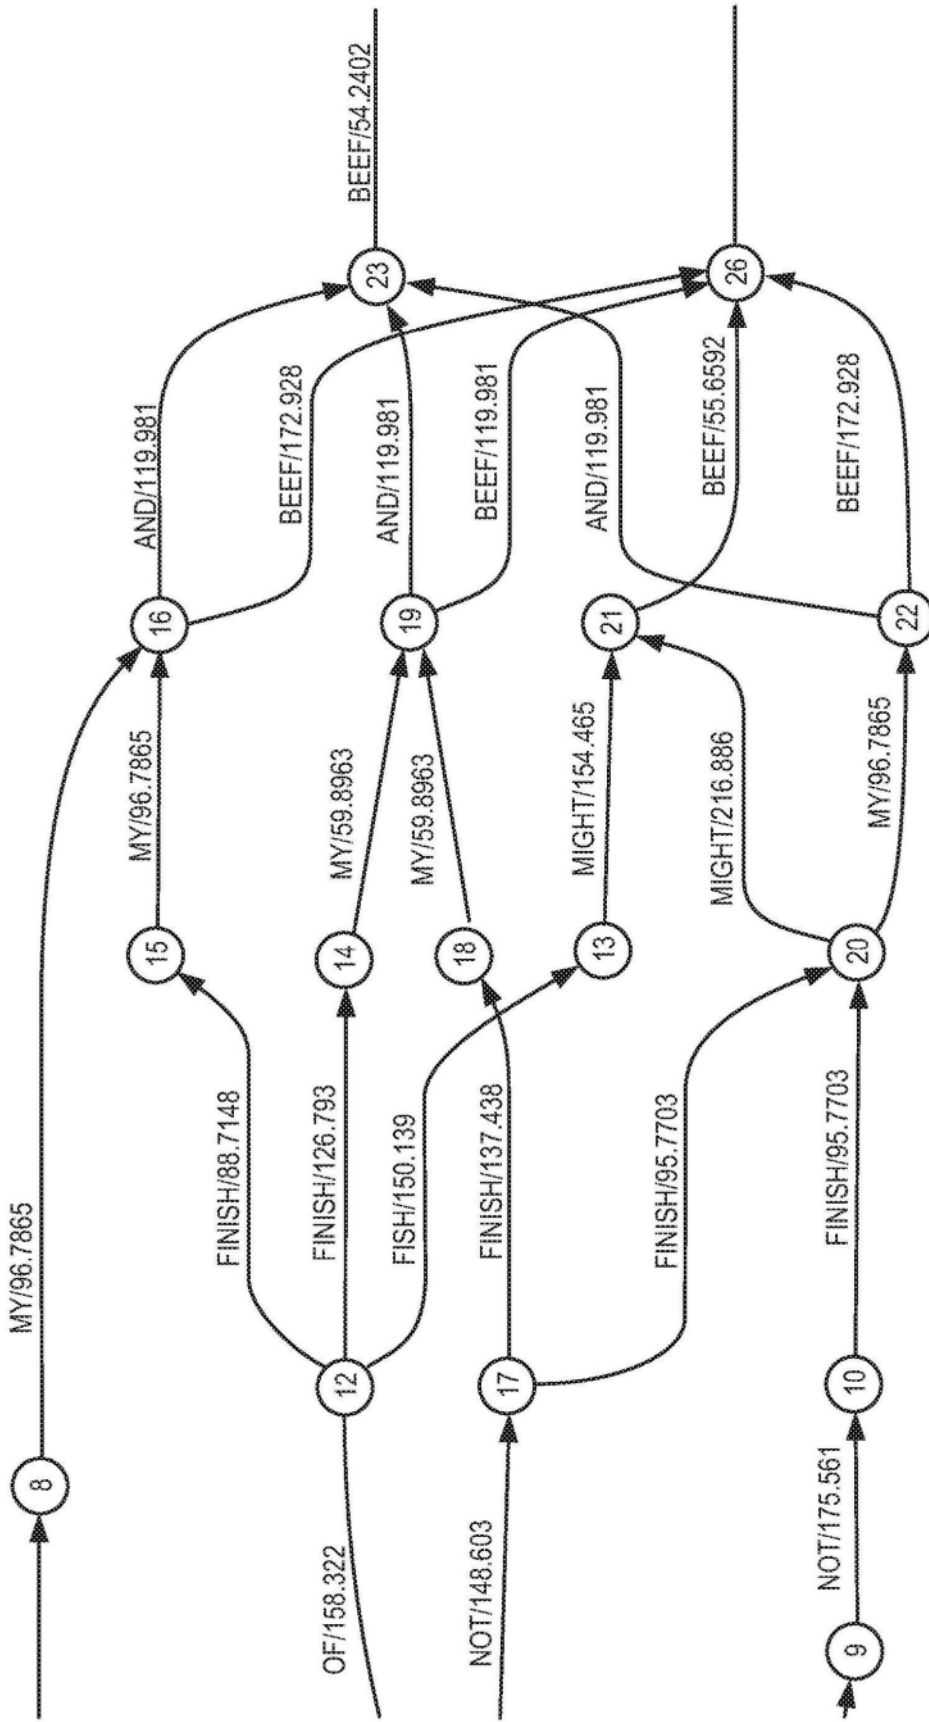 MY/96.7865
8
OF/158.322
12
FINISH/88.7148
FINISH/126.793
FISH/150.139
NOT/148.603
17
FINISH/137.438
FINISH/95.7703
9
NOT/175.561
10
FINISH/95.7703
15
MY/96.7865
14
MY/59.8963
18
MY/59.8963
13
MIGHT/154.465
20
MIGHT/216.886
MY/96.7865
16
AND/119.981
BEEF/172.928
19
AND/119.981
BEEF/119.981
21
AND/119.981
BEEF/55.6592
22
BEEF/172.928
23
BEEF/54.2402
26